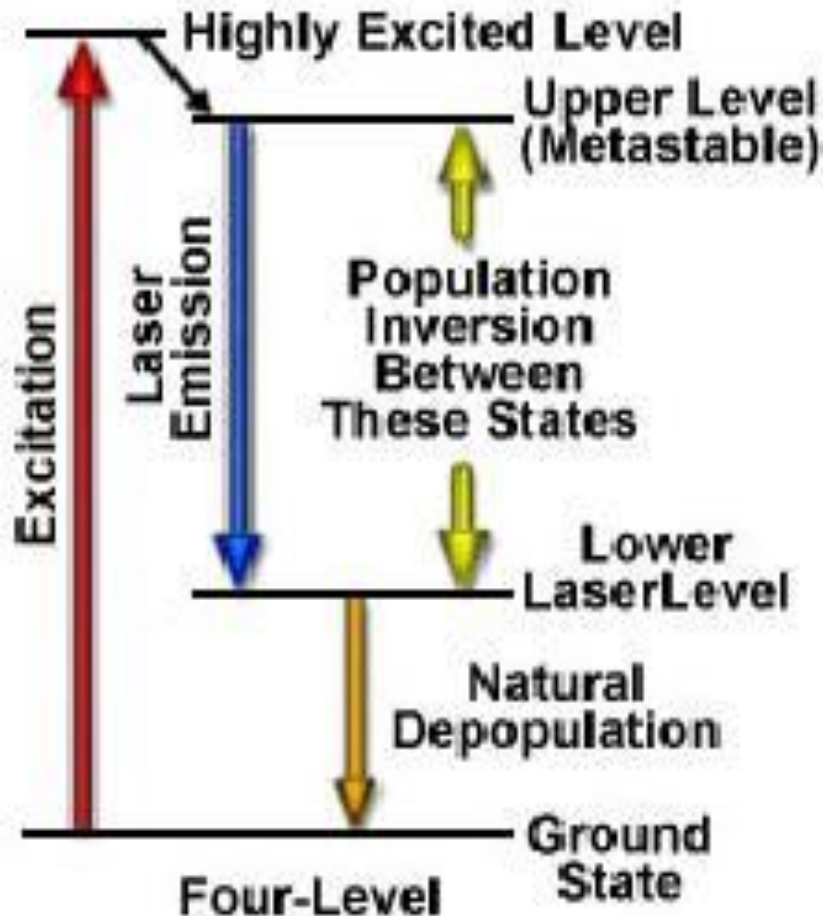 Highly Excited Level
Upper Level
(Metastable)
Laser
Emission
Excitation
Population
Inversion
Between
These States
Lower
LaserLevel
Natural
Depopulation
Ground
State
Four-Level